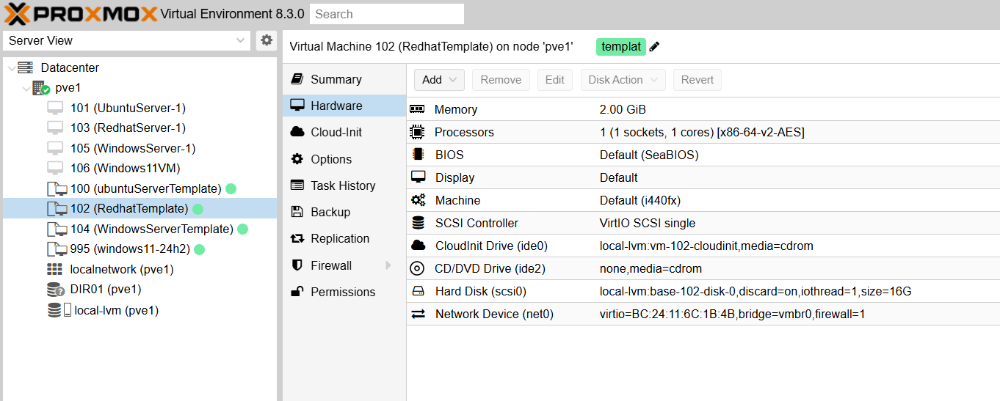 PROXMOX Virtual Environment 8.3.0 Search
Server View
Datacenter
pve1
101 (UbuntuServer-1)
103 (RedhatServer-1)
105 (WindowsServer-1)
106 (Windows11VM)
100 (ubuntuServerTemplate)
102 (RedhatTemplate)
104 (WindowsServerTemplate)
995 (windows11-24h2)
localnetwork (pve1)
DIR01 (pve1)
local-lvm (pve1)
Virtual Machine 102 (RedhatTemplate) on node 'pve1' templat
Summary
Hardware
Cloud-Init
Options
Task History
Backup
Replication
Firewall
Permissions
Add Remove Edit Disk Action Revert
Memory 2.00 GiB
Processors 1 (1 sockets, 1 cores) [x86-64-v2-AES]
BIOS Default (SeaBIOS)
Display Default
Machine Default (i440fx)
SCSI Controller VirtIO SCSI single
CloudInit Drive (ide0) local-lvm:vm-102-cloudinit,media=cdrom
CD/DVD Drive (ide2) none,media=cdrom
Hard Disk (scsi0) local-lvm:base-102-disk-0,discard=on,iothread=1,size=16G
Network Device (net0) virtio=BC:24:11:6C:1B:4B,bridge=vmbr0,firewall=1